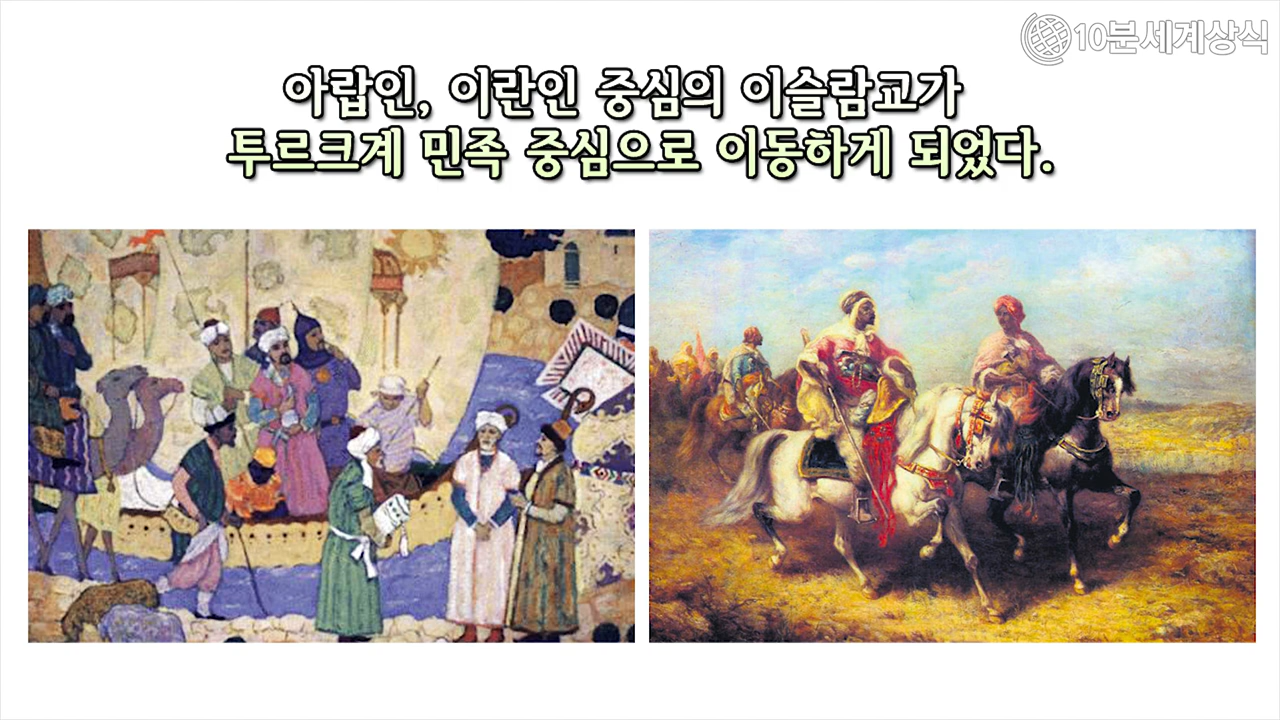 10분세계상식
아랍인, 이란인 중심의 이슬람교가
투르크계 민족 중심으로 이동하게 되었다.